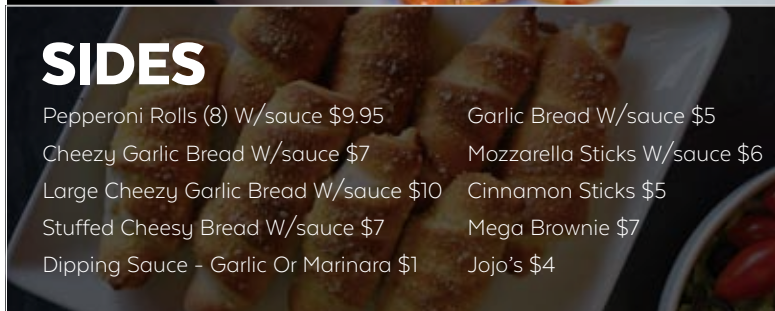 SIDES
Pepperoni Rolls (8) W/sauce $9.95
Cheezy Garlic Bread W/sauce $7
Large Cheezy Garlic Bread W/sauce $10
Stuffed Cheesy Bread W/sauce $7
Dipping Sauce - Garlic Or Marinara $1
Garlic Bread W/sauce $5
Mozzarella Sticks W/sauce $6
Cinnamon Sticks $5
Mega Brownie $7
Jojo's $4